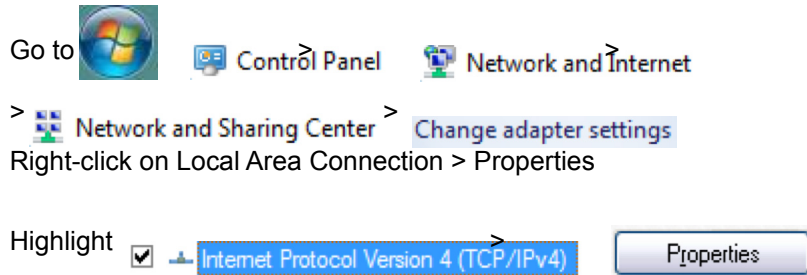 Go to > Control Panel > Network and Internet
> Network and Sharing Center > Change adapter settings
Right-click on Local Area Connection > Properties
Highlight Internet Protocol Version 4 (TCP/IPv4) > Properties